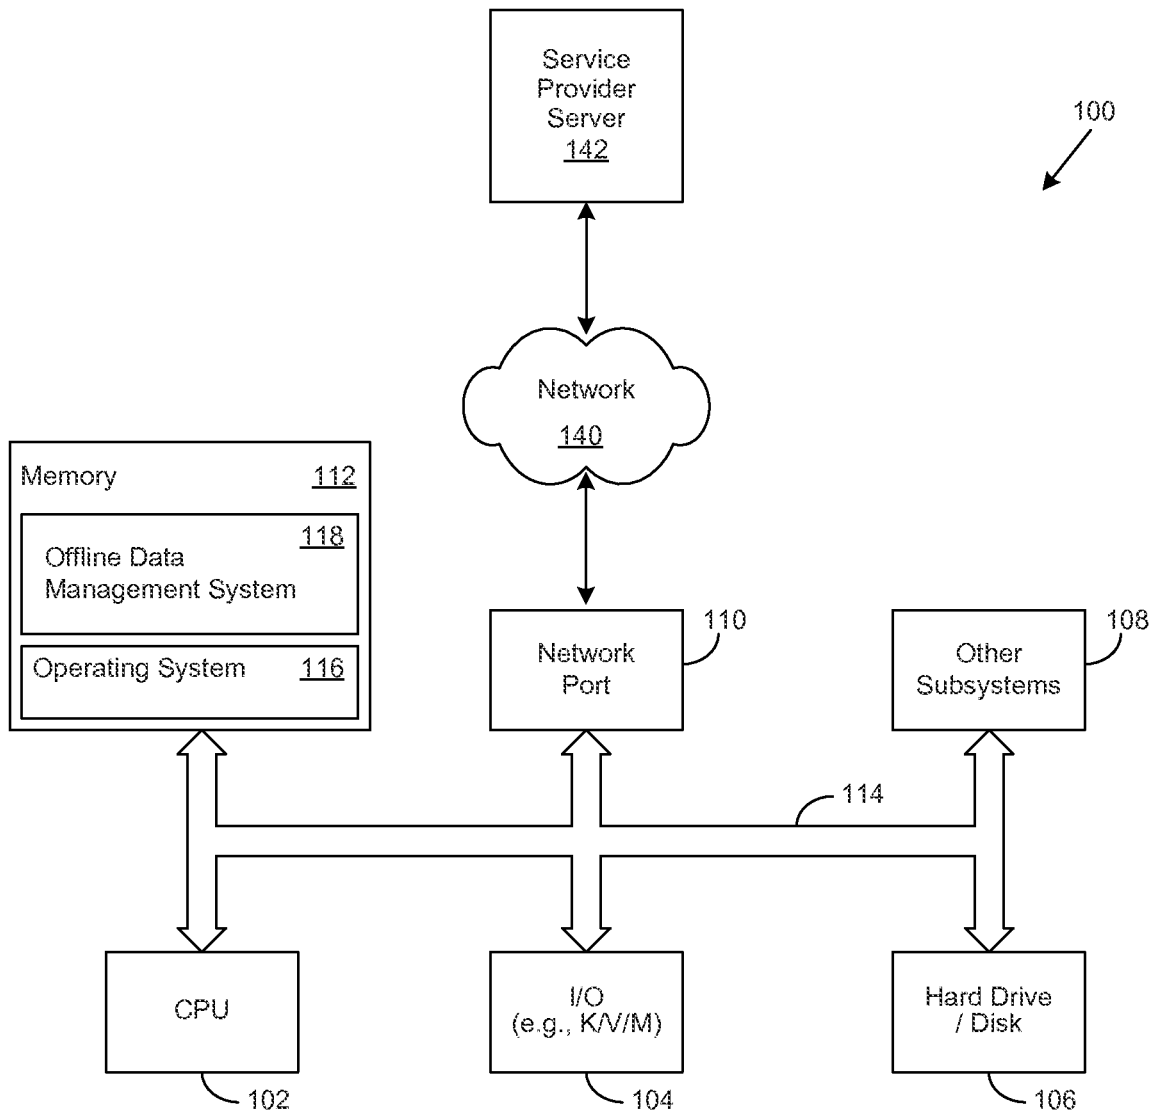 Service
Provider
Server
142
100
Network
140
Memory 112
118
Offline Data
Management System
Operating System 116
Network
Port
110
Other
Subsystems
108
114
CPU
102
I/O
(e.g., K/V/M)
104
Hard Drive
/ Disk
106